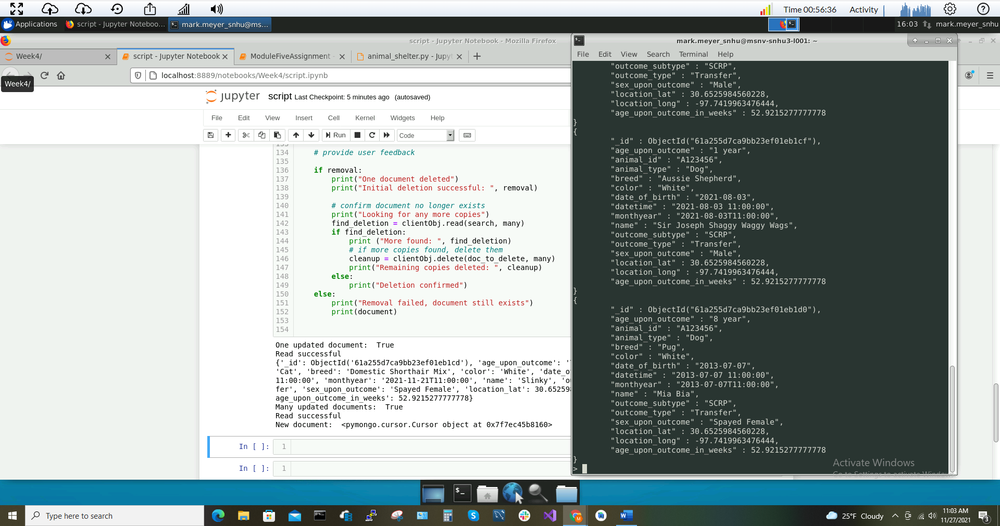 Time 00:56:36 Activity
Applications script - Jupyter Noteboo... mark.meyer_snhu@ms... 16:03 mark.meyer_snhu
script - Jupyter Notebook - Mozilla Firefox
Week4/ script - Jupyter Notebook ModuleFiveAssignment - animal_shelter.py - Jupyt
localhost:8889/notebooks/Week4/script.ipynb
Week4/
jupyter script Last Checkpoint: 5 minutes ago (autosaved)
File Edit View Insert Cell Kernel Widgets Help
Run Code
133
134 # provide user feedback
135
136 if removal:
137 print("One document deleted")
138 print("Initial deletion successful: ", removal)
139
140 # confirm document no longer exists
141 print("Looking for any more copies")
142 find_deletion = clientObj.read(search, many)
143 if find_deletion:
144 print ("More found: ", find_deletion)
145 # if more copies found, delete them
146 cleanup = clientObj.delete(doc_to_delete, many)
147 print("Remaining copies deleted: ", cleanup)
148 else:
149 print("Deletion confirmed")
150 else:
151 print("Removal failed, document still exists")
152 print(document)
153
154
One updated document:  True
Read successful
{'_id': ObjectId('61a255d7ca9bb23ef01eb1cd'), 'age_upon_outcome': '
'Cat', 'breed': 'Domestic Shorthair Mix', 'color': 'White', 'date_o
11:00:00', 'monthyear': '2021-11-21T11:00:00', 'name': 'Slinky', 'o
fer', 'sex_upon_outcome': 'Spayed Female', 'location_lat': 30.65259
age_upon_outcome_in_weeks': 52.9215277777778}
Many updated documents:  True
Read successful
New document:  <pymongo.cursor.Cursor object at 0x7f7ec45b8160>
In [ ]: 1
In [ ]: 1
mark.meyer_snhu@msnv-snhu3-l001: ~
File Edit View Search Terminal Help
"outcome_subtype" : "SCRP",
"outcome_type" : "Transfer",
"sex_upon_outcome" : "Male",
"location_lat" : 30.6525984560228,
"location_long" : -97.7419963476444,
"age_upon_outcome_in_weeks" : 52.9215277777778
}
{
"_id" : ObjectId("61a255d7ca9bb23ef01eb1cf"),
"age_upon_outcome" : "1 year",
"animal_id" : "A123456",
"animal_type" : "Dog",
"breed" : "Aussie Shepherd",
"color" : "White",
"date_of_birth" : "2021-08-03",
"datetime" : "2021-08-03 11:00:00",
"monthyear" : "2021-08-03T11:00:00",
"name" : "Sir Joseph Shaggy Waggy Wags",
"outcome_subtype" : "SCRP",
"outcome_type" : "Transfer",
"sex_upon_outcome" : "Male",
"location_lat" : 30.6525984560228,
"location_long" : -97.7419963476444,
"age_upon_outcome_in_weeks" : 52.9215277777778
}
{
"_id" : ObjectId("61a255d7ca9bb23ef01eb1d0"),
"age_upon_outcome" : "8 year",
"animal_id" : "A123456",
"animal_type" : "Dog",
"breed" : "Pug",
"color" : "White",
"date_of_birth" : "2013-07-07",
"datetime" : "2013-07-07 11:00:00",
"monthyear" : "2013-07-07T11:00:00",
"name" : "Mia Bia",
"outcome_subtype" : "SCRP",
"outcome_type" : "Transfer",
"sex_upon_outcome" : "Spayed Female",
"location_lat" : 30.6525984560228,
"location_long" : -97.7419963476444,
"age_upon_outcome_in_weeks" : 52.9215277777778
}
>
Activate Windows
Go to Settings to activate Windows.
Type here to search
25°F Cloudy
11:03 AM
11/27/2021
3